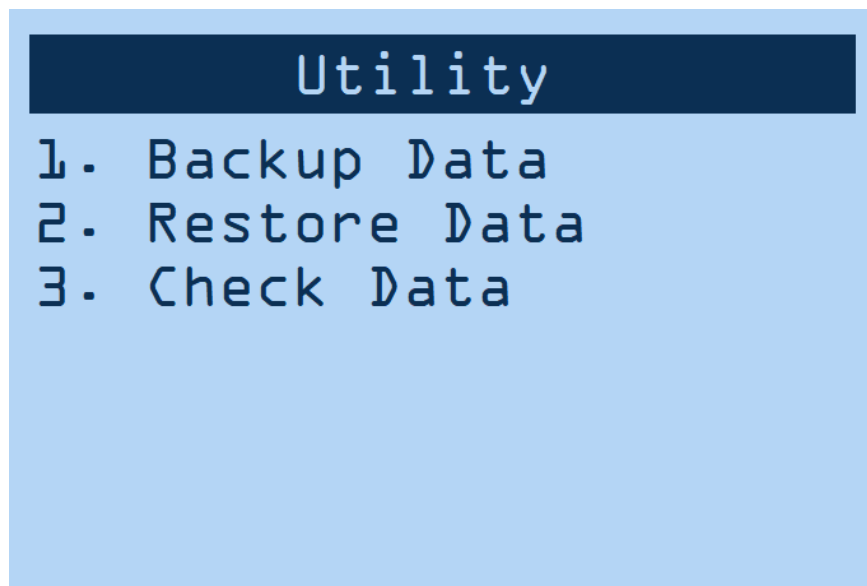 Utility
1. Backup Data
2. Restore Data
3. Check Data